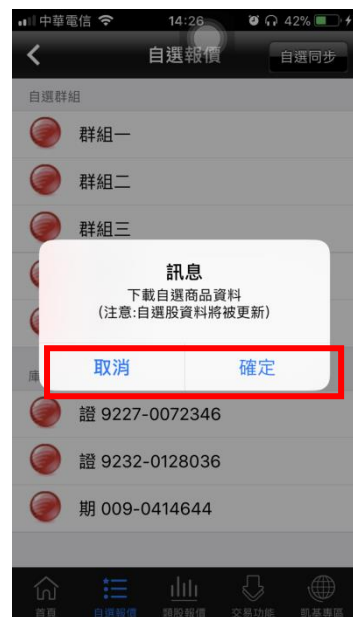 中華電信 14:26 42%
自選報價 自選同步
自選群組
群組一
群組二
群組三
訊息
下載自選商品資料
(注意:自選股資料將被更新)
取消 確定
庫
證 9227-0072346
證 9232-0128036
期 009-0414644
首頁 自選報價 類股報價 交易功能 凱基專區